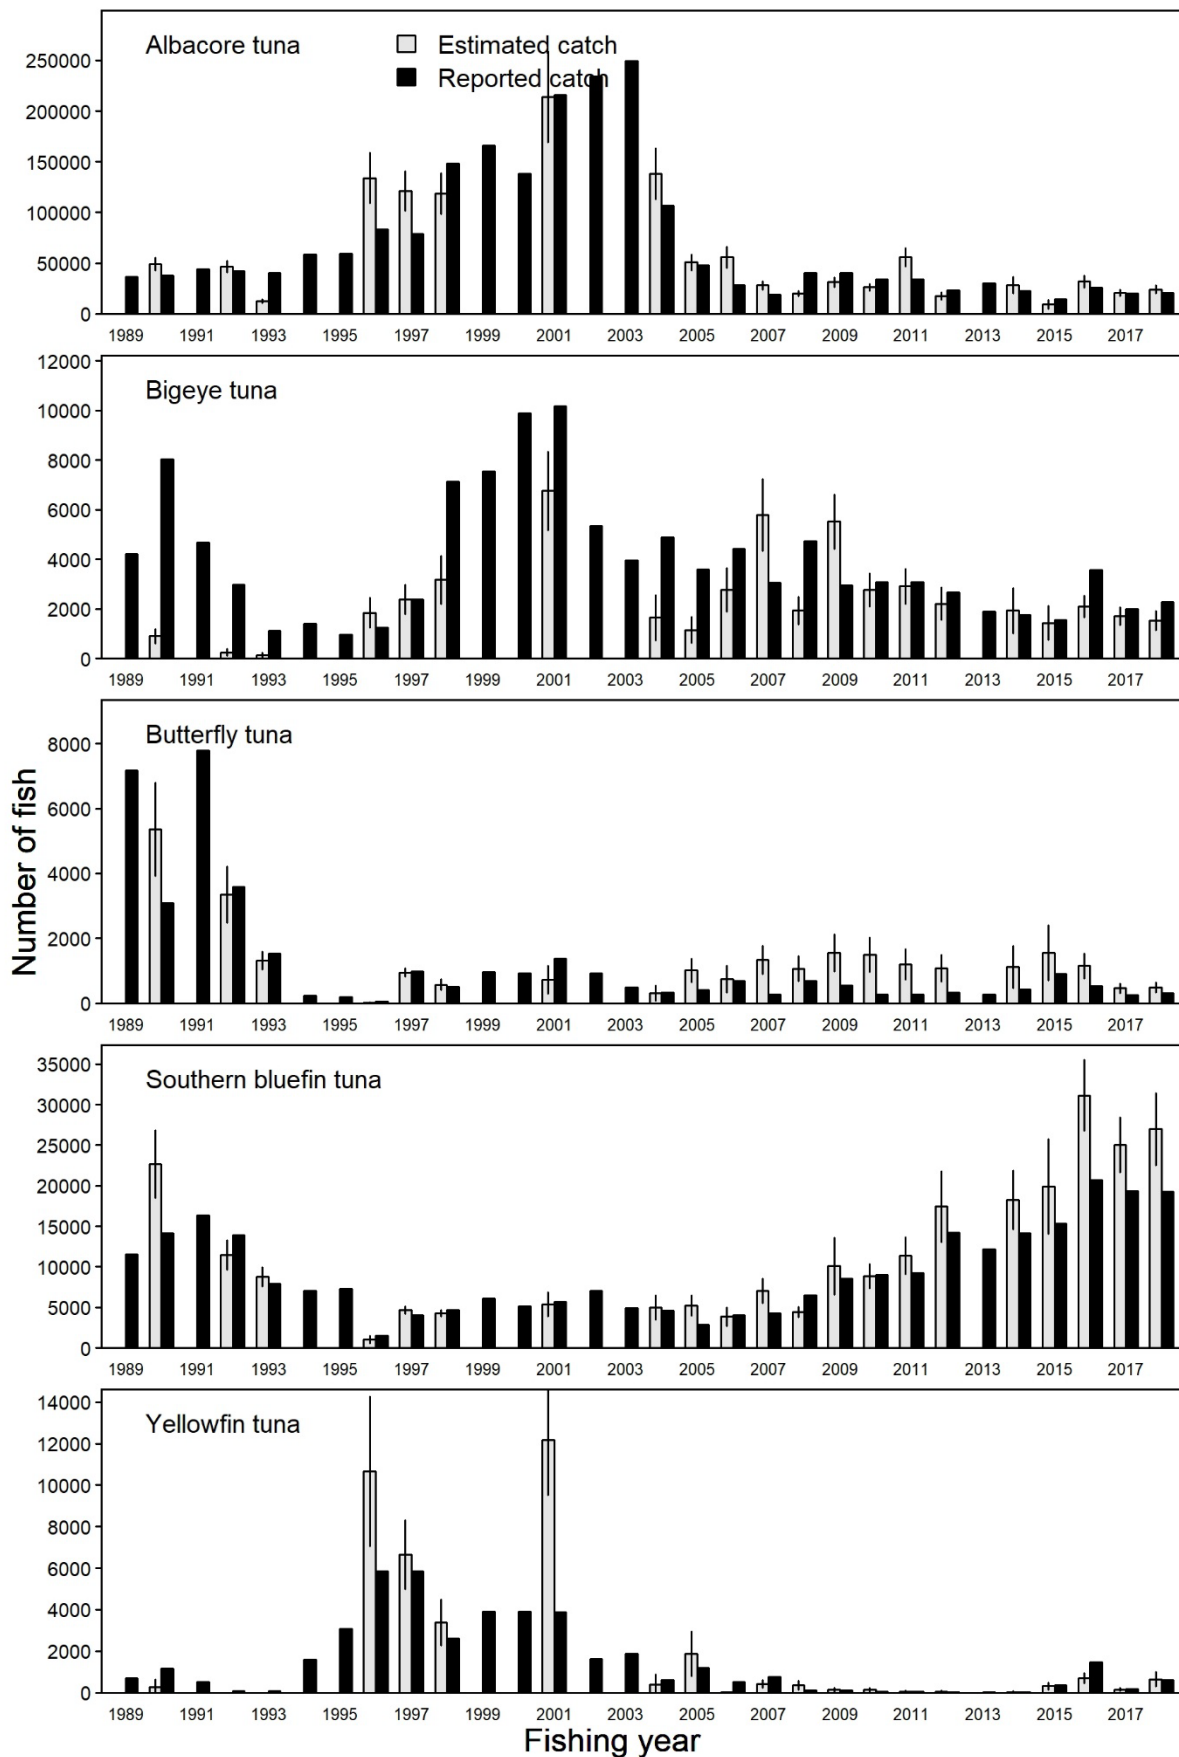 Albacore tuna
Estimated catch
Reported catch
250000
200000
150000
100000
50000
0
1989 1991 1993 1995 1997 1999 2001 2003 2005 2007 2009 2011 2013 2015 2017
Bigeye tuna
12000
10000
8000
6000
4000
2000
0
1989 1991 1993 1995 1997 1999 2001 2003 2005 2007 2009 2011 2013 2015 2017
Butterfly tuna
8000
6000
4000
2000
0
1989 1991 1993 1995 1997 1999 2001 2003 2005 2007 2009 2011 2013 2015 2017
Number of fish
Southern bluefin tuna
35000
30000
25000
20000
15000
10000
5000
0
1989 1991 1993 1995 1997 1999 2001 2003 2005 2007 2009 2011 2013 2015 2017
Yellowfin tuna
14000
12000
10000
8000
6000
4000
2000
0
1989 1991 1993 1995 1997 1999 2001 2003 2005 2007 2009 2011 2013 2015 2017
Fishing year